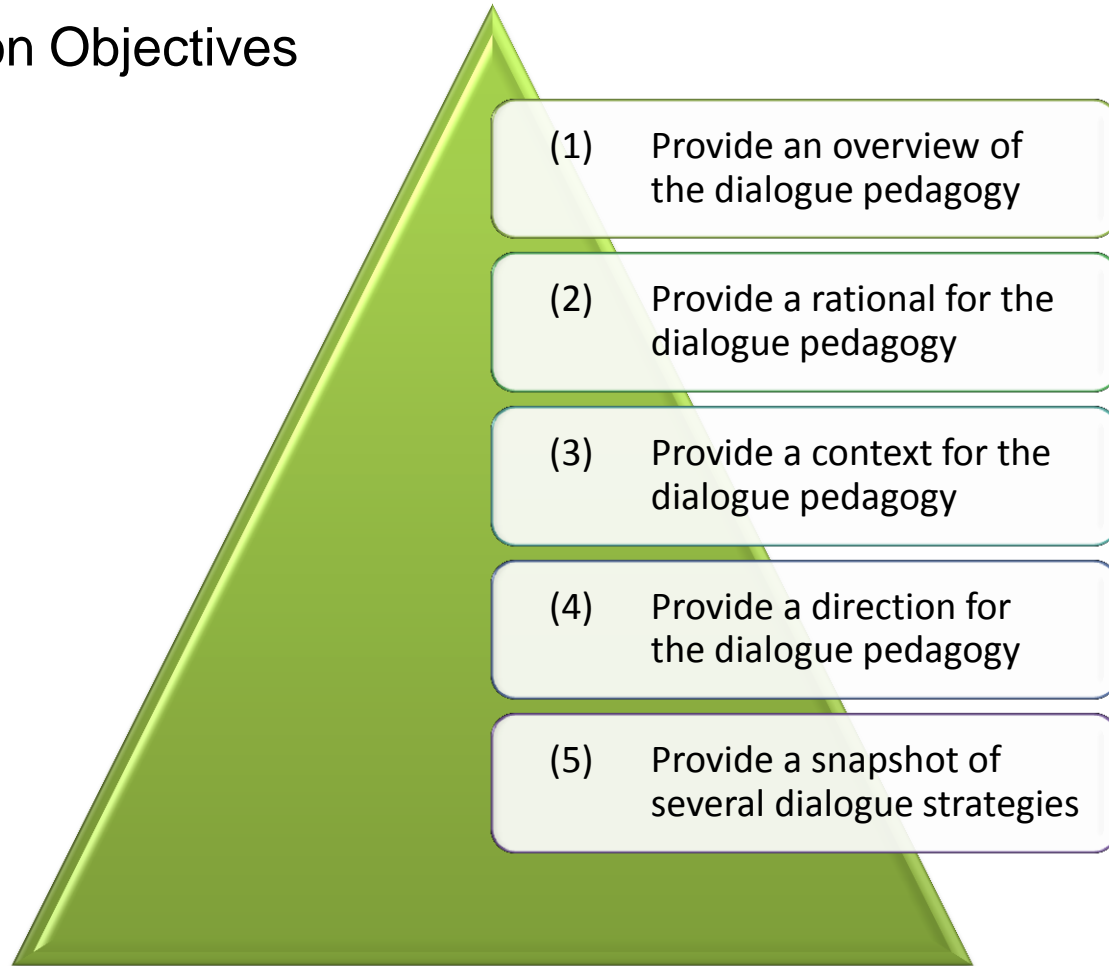 on Objectives
(1) Provide an overview of
the dialogue pedagogy
(2) Provide a rational for the
dialogue pedagogy
(3) Provide a context for the
dialogue pedagogy
(4) Provide a direction for
the dialogue pedagogy
(5) Provide a snapshot of
several dialogue strategies